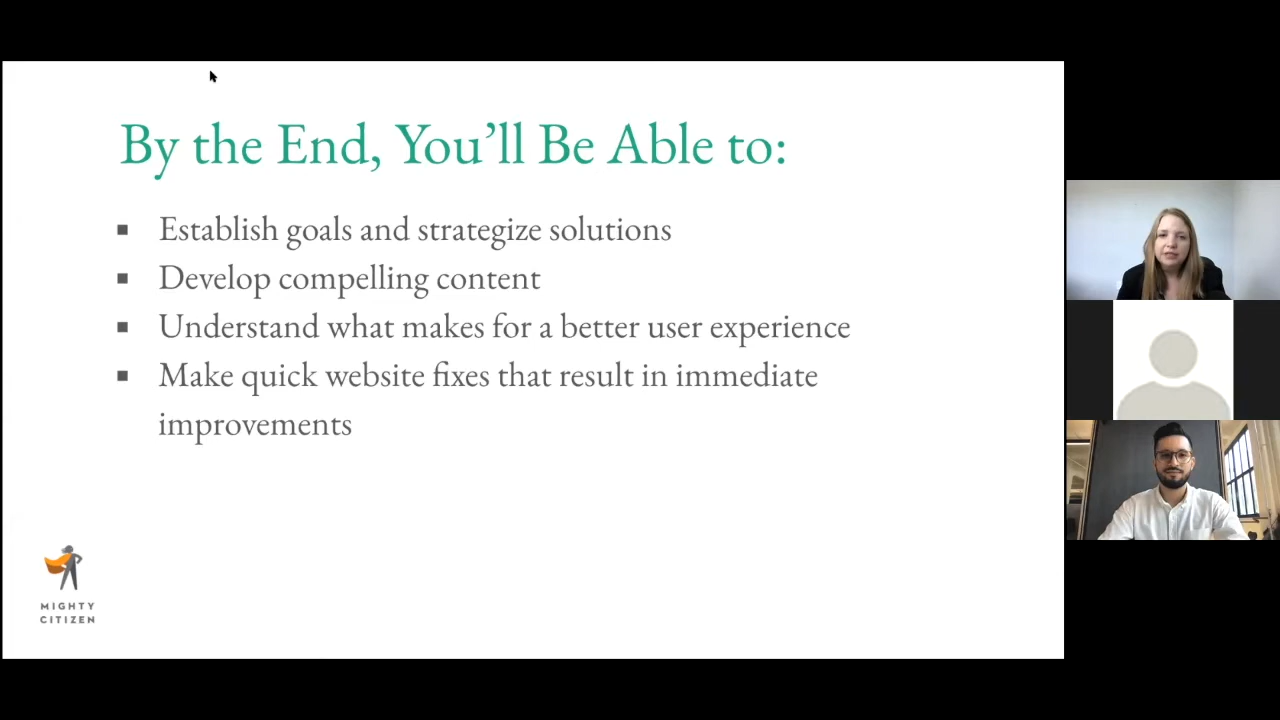 By the End, You’ll Be Able to:
▪ Establish goals and strategize solutions
▪ Develop compelling content
▪ Understand what makes for a better user experience
▪ Make quick website fixes that result in immediate
improvements
MIGHTY
CITIZEN